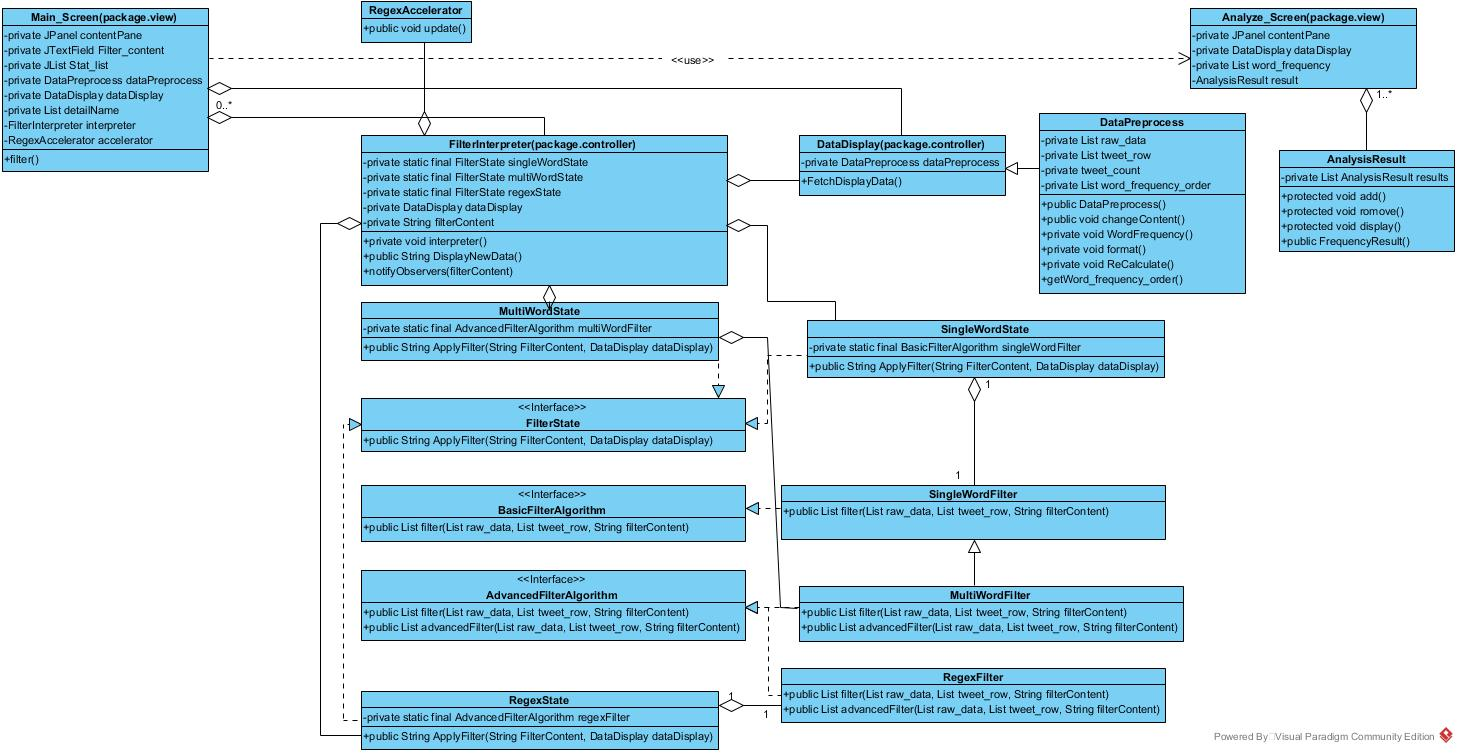 Main_Screen(package.view)
-private JPanel contentPane
-private JTextField Filter_content
-private JList Stat_list
-private DataPreprocess dataPreprocess
-private DataDisplay dataDisplay
-private List detailName
-FilterInterpreter interpreter
-RegexAccelerator accelerator
+filter()
RegexAccelerator
+public void update()
<<use>>
0..*
Analyze_Screen(package.view)
-private JPanel contentPane
-private DataDisplay dataDisplay
-private List word_frequency
-AnalysisResult result
1..*
FilterInterpreter(package.controller)
-private static final FilterState singleWordState
-private static final FilterState multiWordState
-private static final FilterState regexState
-private DataDisplay dataDisplay
-private String filterContent
+private void interpreter()
+public String DisplayNewData()
+notifyObservers(filterContent)
DataDisplay(package.controller)
-private DataPreprocess dataPreprocess
+FetchDisplayData()
DataPreprocess
-private List raw_data
-private List tweet_row
-private tweet_count
-private List word_frequency_order
+public DataPreprocess()
+public void changeContent()
+private void WordFrequency()
+private void format()
+private void ReCalculate()
+getWord_frequency_order()
AnalysisResult
-private List AnalysisResult results
+protected void add()
+protected void romove()
+protected void display()
+public FrequencyResult()
MultiWordState
-private static final AdvancedFilterAlgorithm multiWordFilter
+public String ApplyFilter(String FilterContent, DataDisplay dataDisplay)
SingleWordState
-private static final BasicFilterAlgorithm singleWordFilter
+public String ApplyFilter(String FilterContent, DataDisplay dataDisplay)
1
1
<<Interface>>
FilterState
+public String ApplyFilter(String FilterContent, DataDisplay dataDisplay)
<<Interface>>
BasicFilterAlgorithm
+public List filter(List raw_data, List tweet_row, String filterContent)
SingleWordFilter
+public List filter(List raw_data, List tweet_row, String filterContent)
<<Interface>>
AdvancedFilterAlgorithm
+public List filter(List raw_data, List tweet_row, String filterContent)
+public List advancedFilter(List raw_data, List tweet_row, String filterContent)
MultiWordFilter
+public List filter(List raw_data, List tweet_row, String filterContent)
+public List advancedFilter(List raw_data, List tweet_row, String filterContent)
RegexState
-private static final AdvancedFilterAlgorithm regexFilter
+public String ApplyFilter(String FilterContent, DataDisplay dataDisplay)
1
1
RegexFilter
+public List filter(List raw_data, List tweet_row, String filterContent)
+public List advancedFilter(List raw_data, List tweet_row, String filterContent)
Powered By Visual Paradigm Community Edition